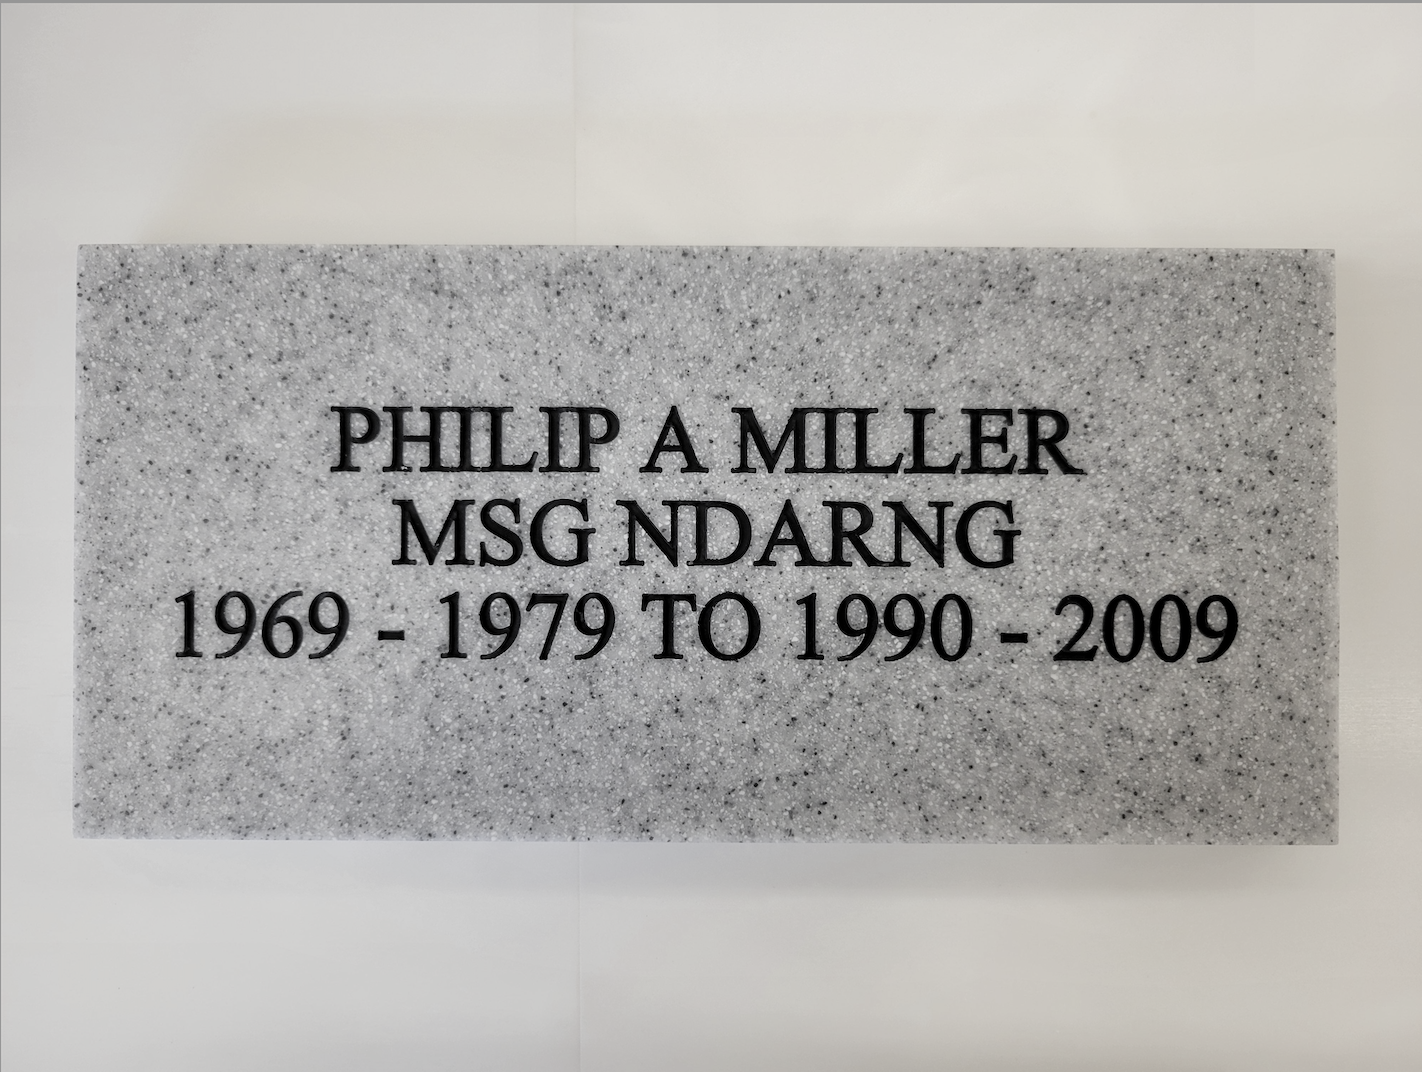 PHILIP A MILLER
MSG NDARNG
1969 - 1979 TO 1990 - 2009